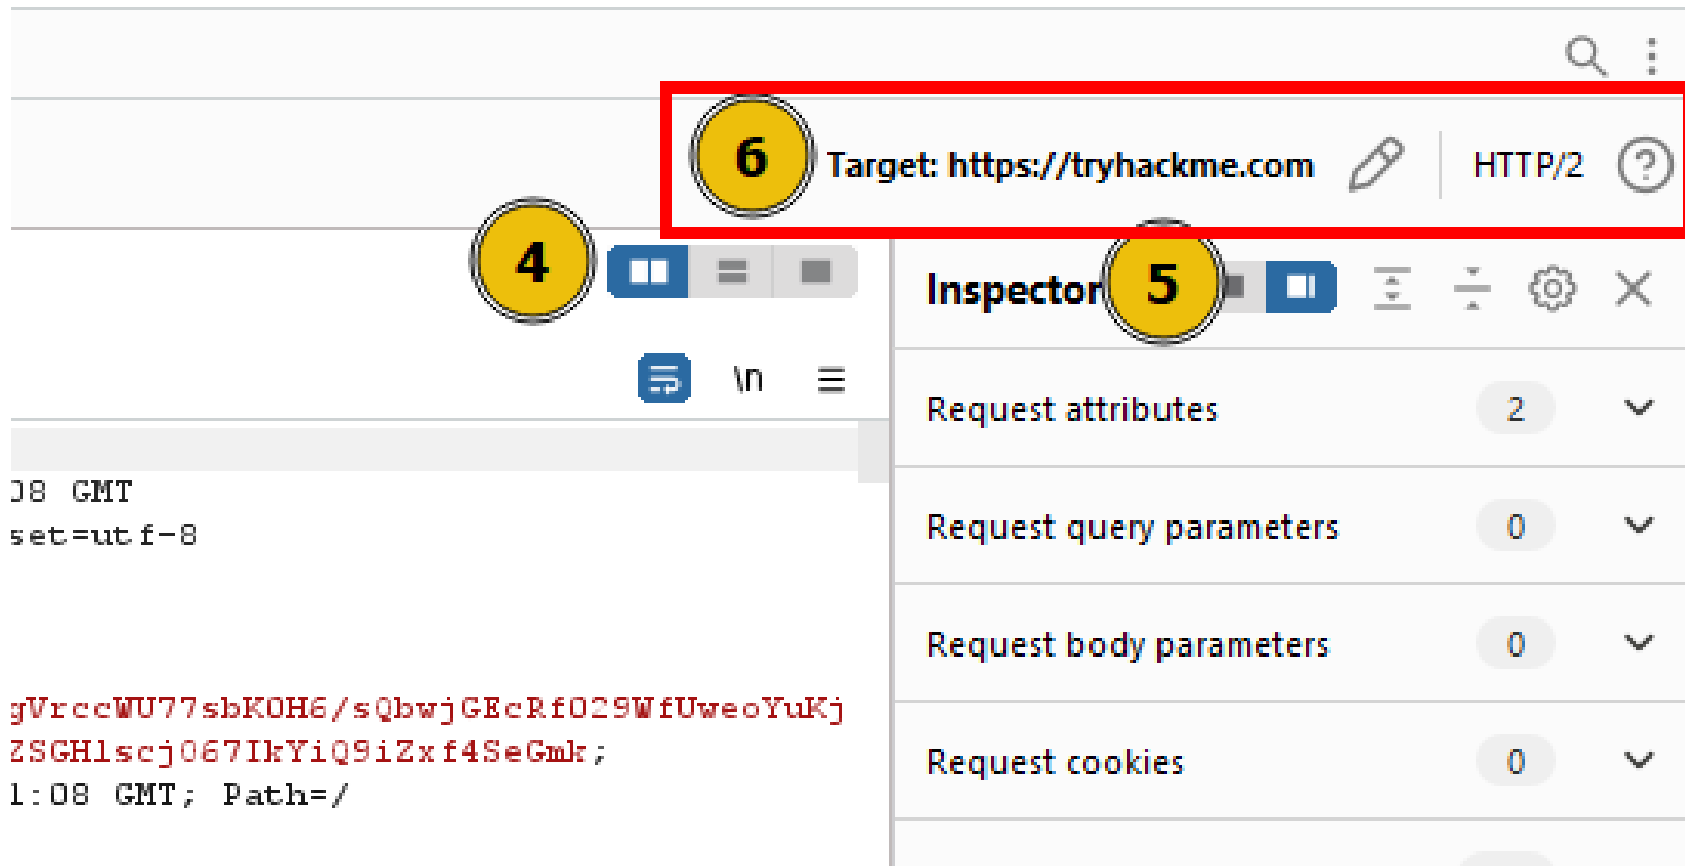 6 Target: https://tryhackme.com HTTP/2 ?
4
Inspector 5
\n
Request attributes 2
08 GMT
set=utf-8
Request query parameters 0
Request body parameters 0
gVrccWU77sbKOH6/sQbwjGEcRfO29WfUweoYuKj
ZSGHlscj067IkYiQ9iZxf4SeGmk;
1:08 GMT; Path=/
Request cookies 0